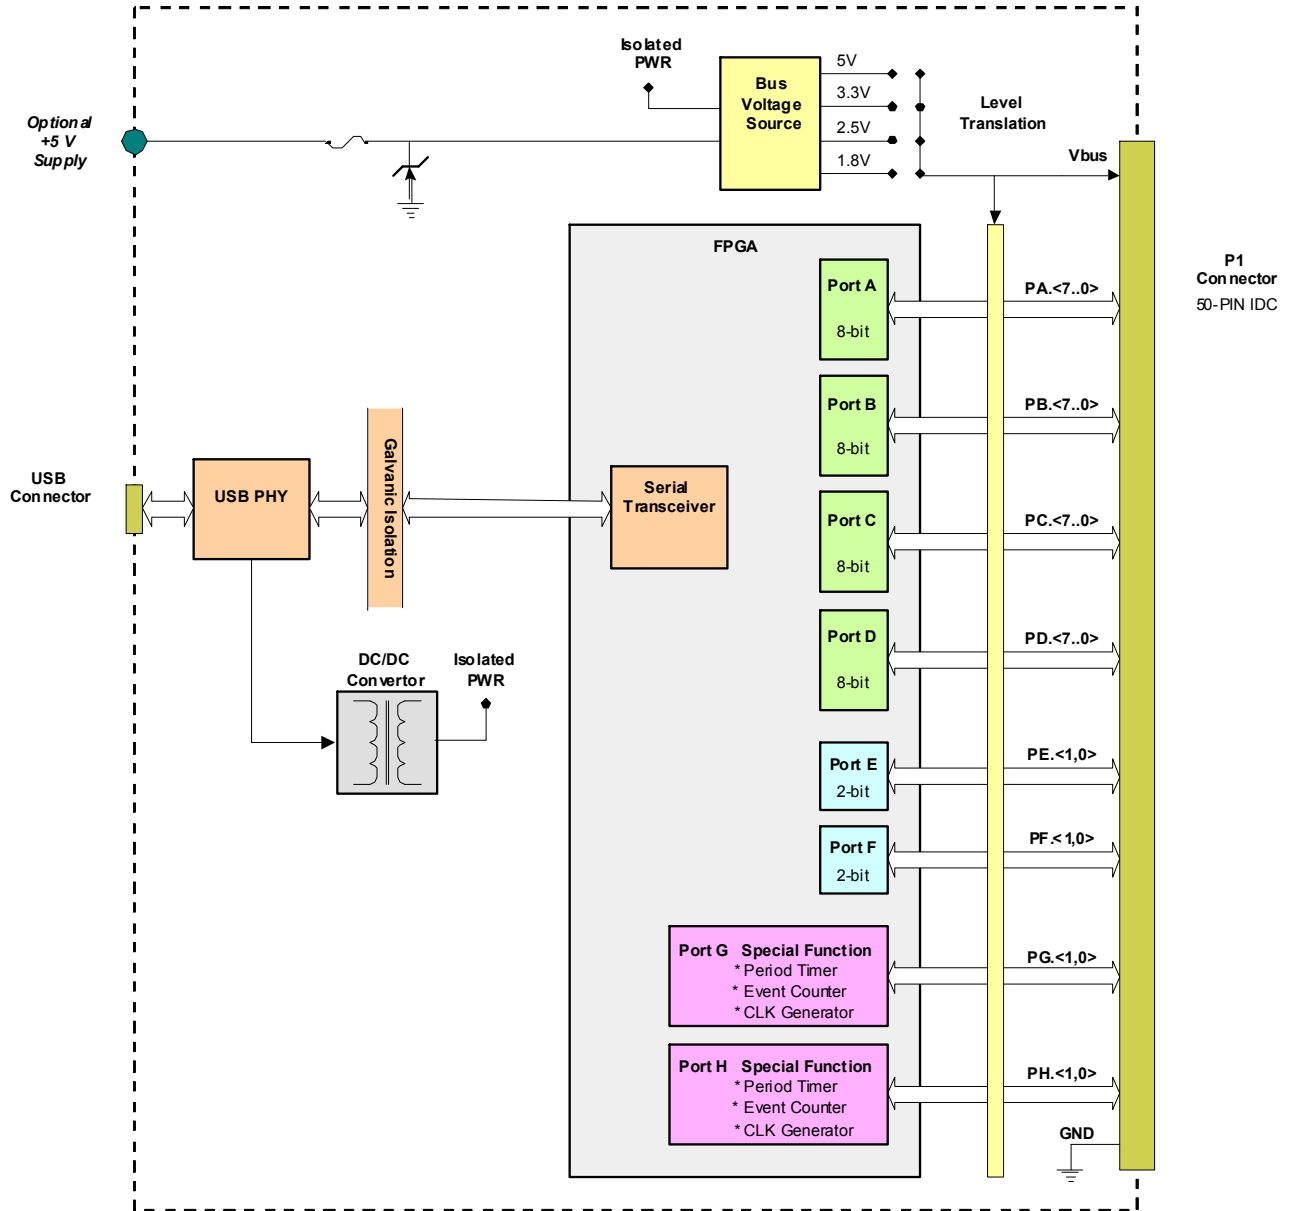 Isolated
PWR
Optional
+5 V
Supply
Bus
Voltage
Source
5V
3.3V
2.5V
1.8V
Level
Translation
Vbus
P1
Connector
50-PIN IDC
FPGA
Port A
8-bit
PA.<7..0>
Port B
8-bit
PB.<7..0>
USB
Connector
USB PHY
Galvanic Isolation
Serial
Transceiver
Port C
8-bit
PC.<7..0>
Port D
8-bit
PD.<7..0>
DC/DC
Convertor
Isolated
PWR
Port E
2-bit
PE.<1,0>
Port F
2-bit
PF.<1,0>
Port G Special Function
* Period Timer
* Event Counter
* CLK Generator
PG.<1,0>
Port H Special Function
* Period Timer
* Event Counter
* CLK Generator
PH.<1,0>
GND